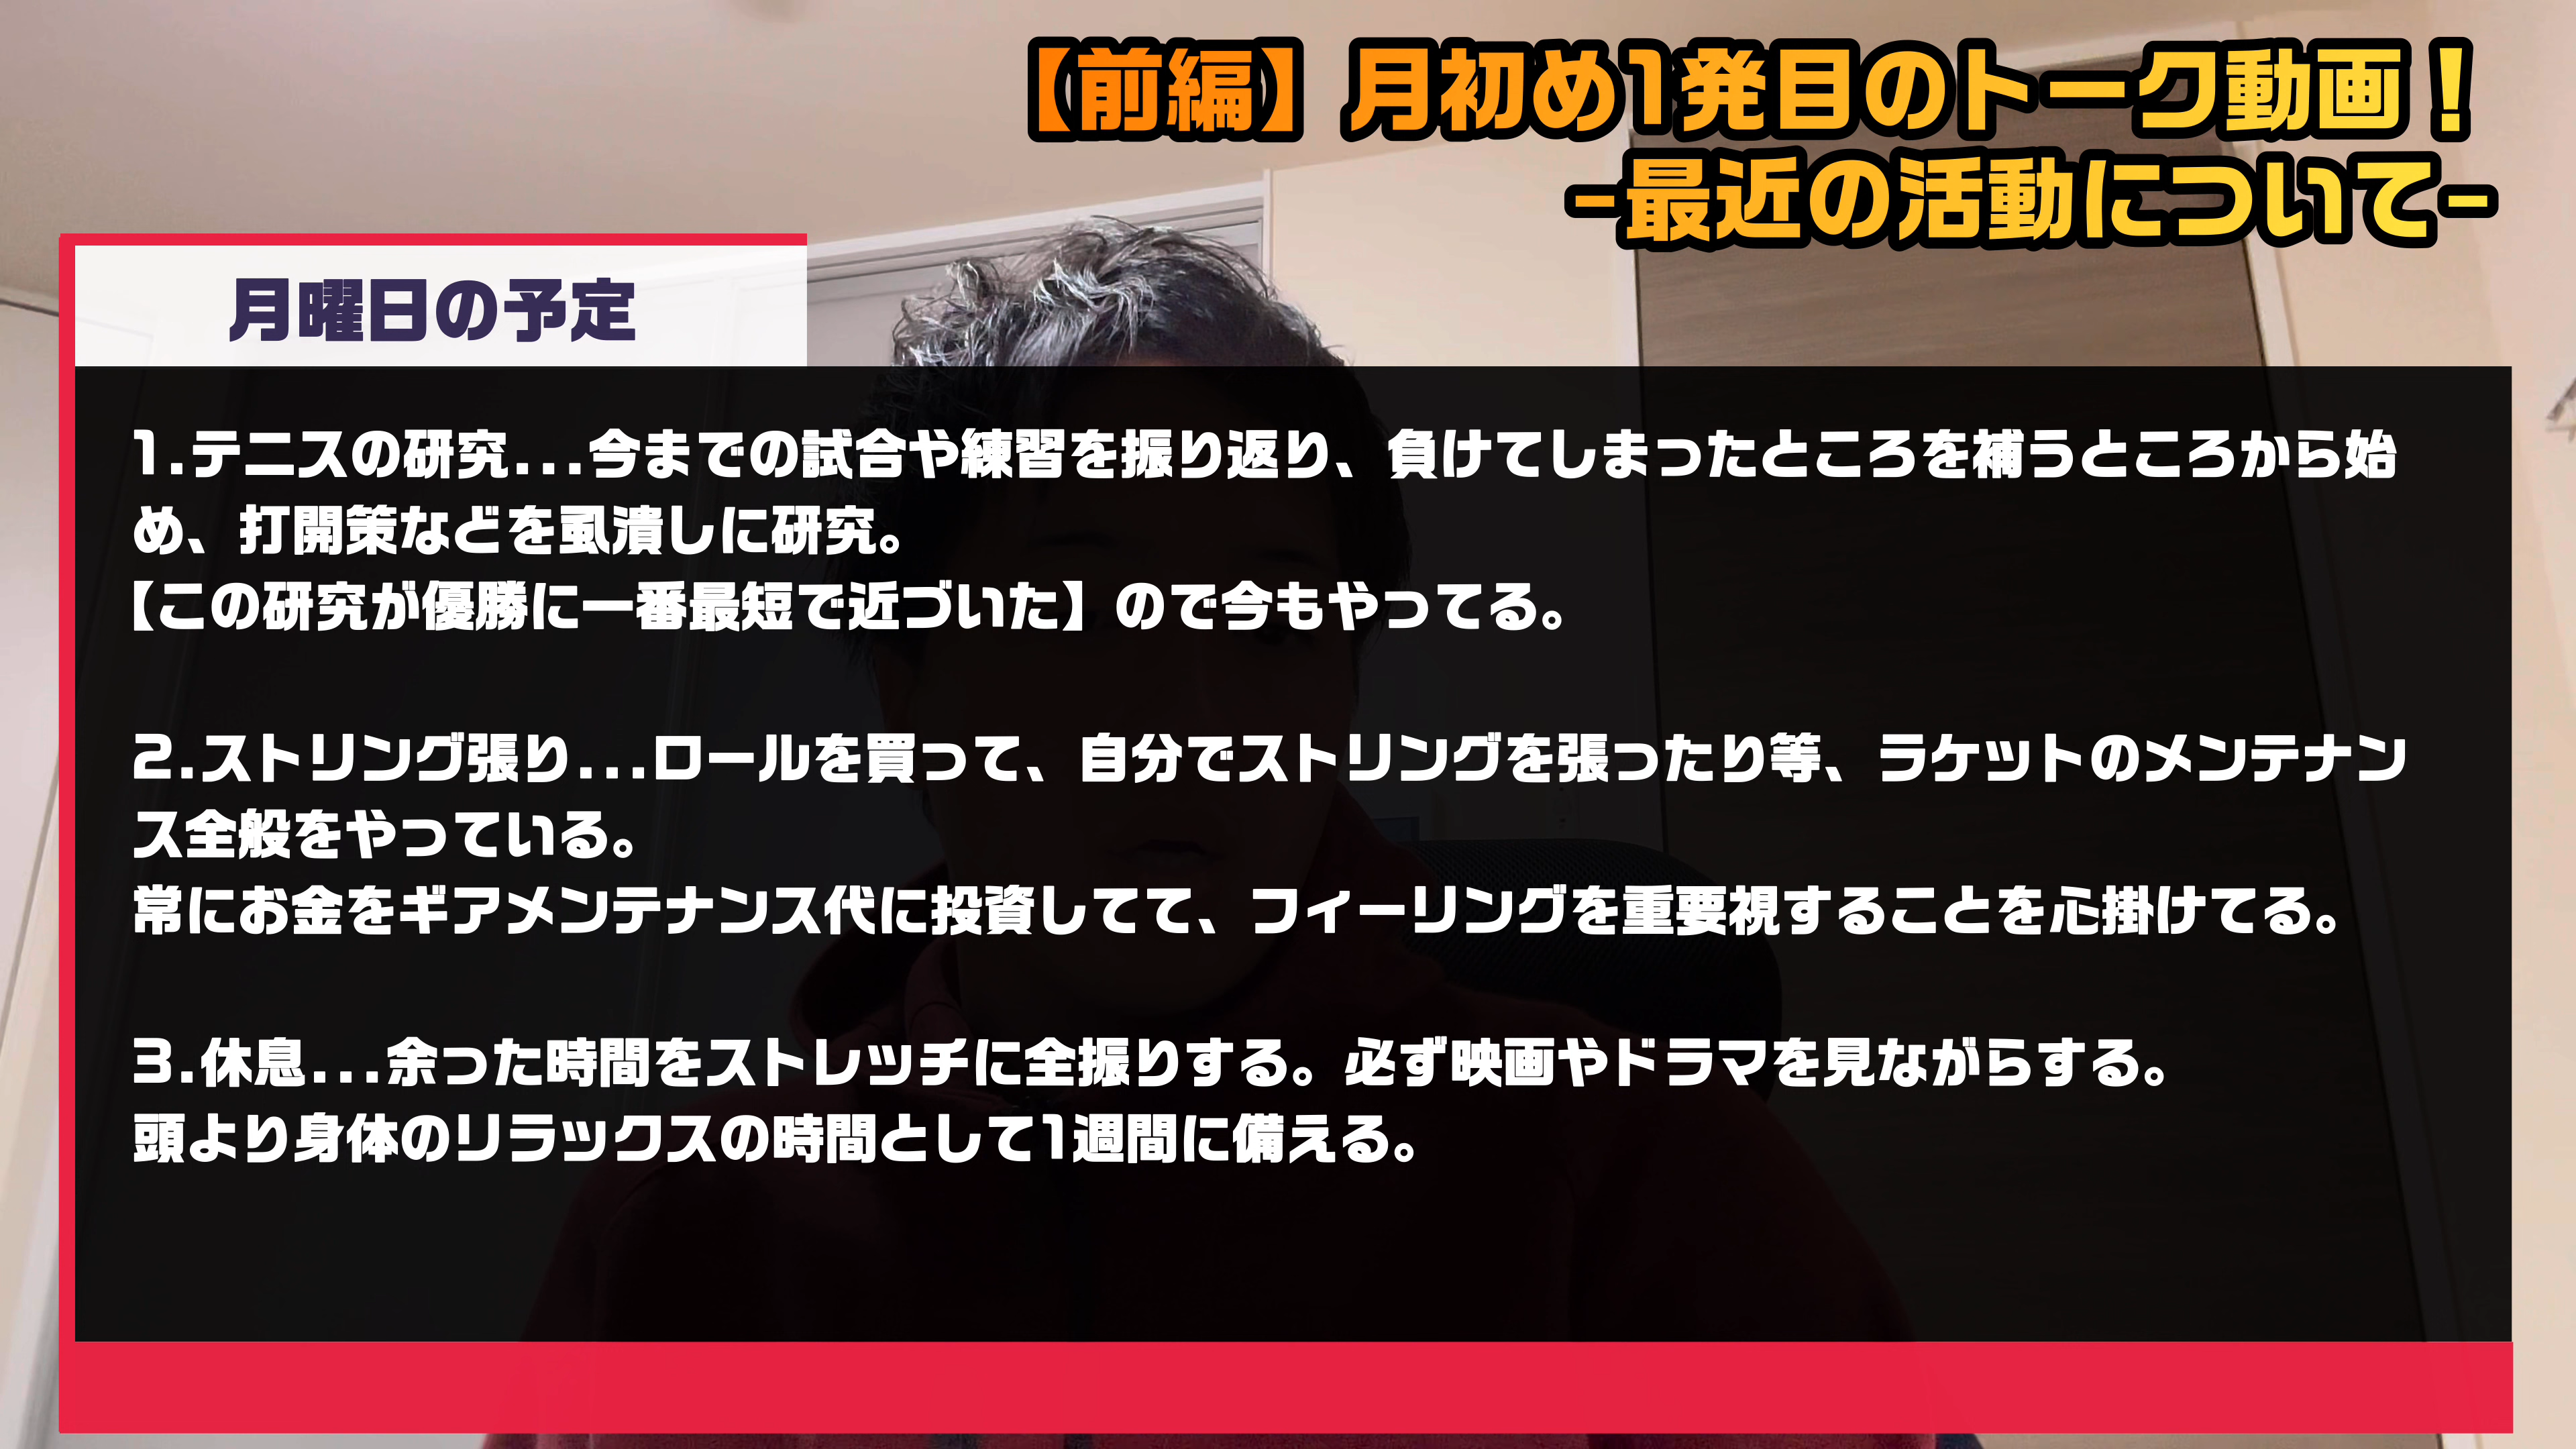 【前編】月初め1発目のトーク動画！
-最近の活動について-
月曜日の予定
1.テニスの研究...今までの試合や練習を振り返り、負けてしまったところを補うところから始
め、打開策などを虱潰しに研究。
【この研究が優勝に一番最短で近づいた】ので今もやってる。
2.ストリング張り...ロールを買って、自分でストリングを張ったり等、ラケットのメンテナン
ス全般をやっている。
常にお金をギアメンテナンス代に投資してて、フィーリングを重要視することを心掛けてる。
3.休息...余った時間をストレッチに全振りする。必ず映画やドラマを見ながらする。
頭より身体のリラックスの時間として1週間に備える。